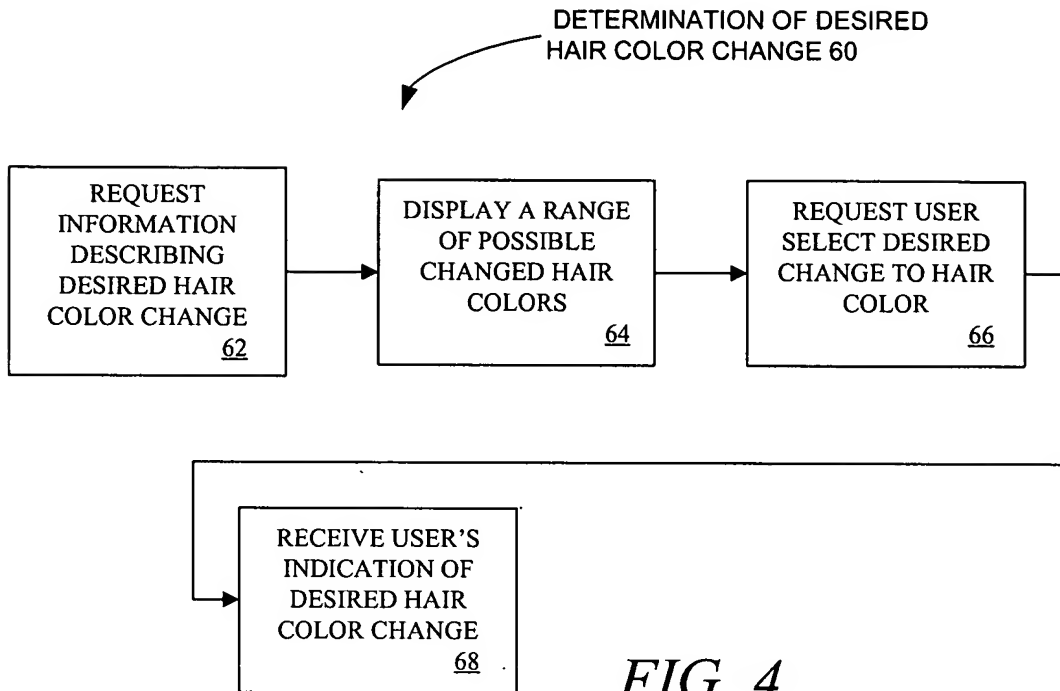 DETERMINATION OF DESIRED
HAIR COLOR CHANGE 60
REQUEST
INFORMATION
DESCRIBING
DESIRED HAIR
COLOR CHANGE
62
DISPLAY A RANGE
OF POSSIBLE
CHANGED HAIR
COLORS
64
REQUEST USER
SELECT DESIRED
CHANGE TO HAIR
COLOR
66
RECEIVE USER'S
INDICATION OF
DESIRED HAIR
COLOR CHANGE
68
FIG. 4